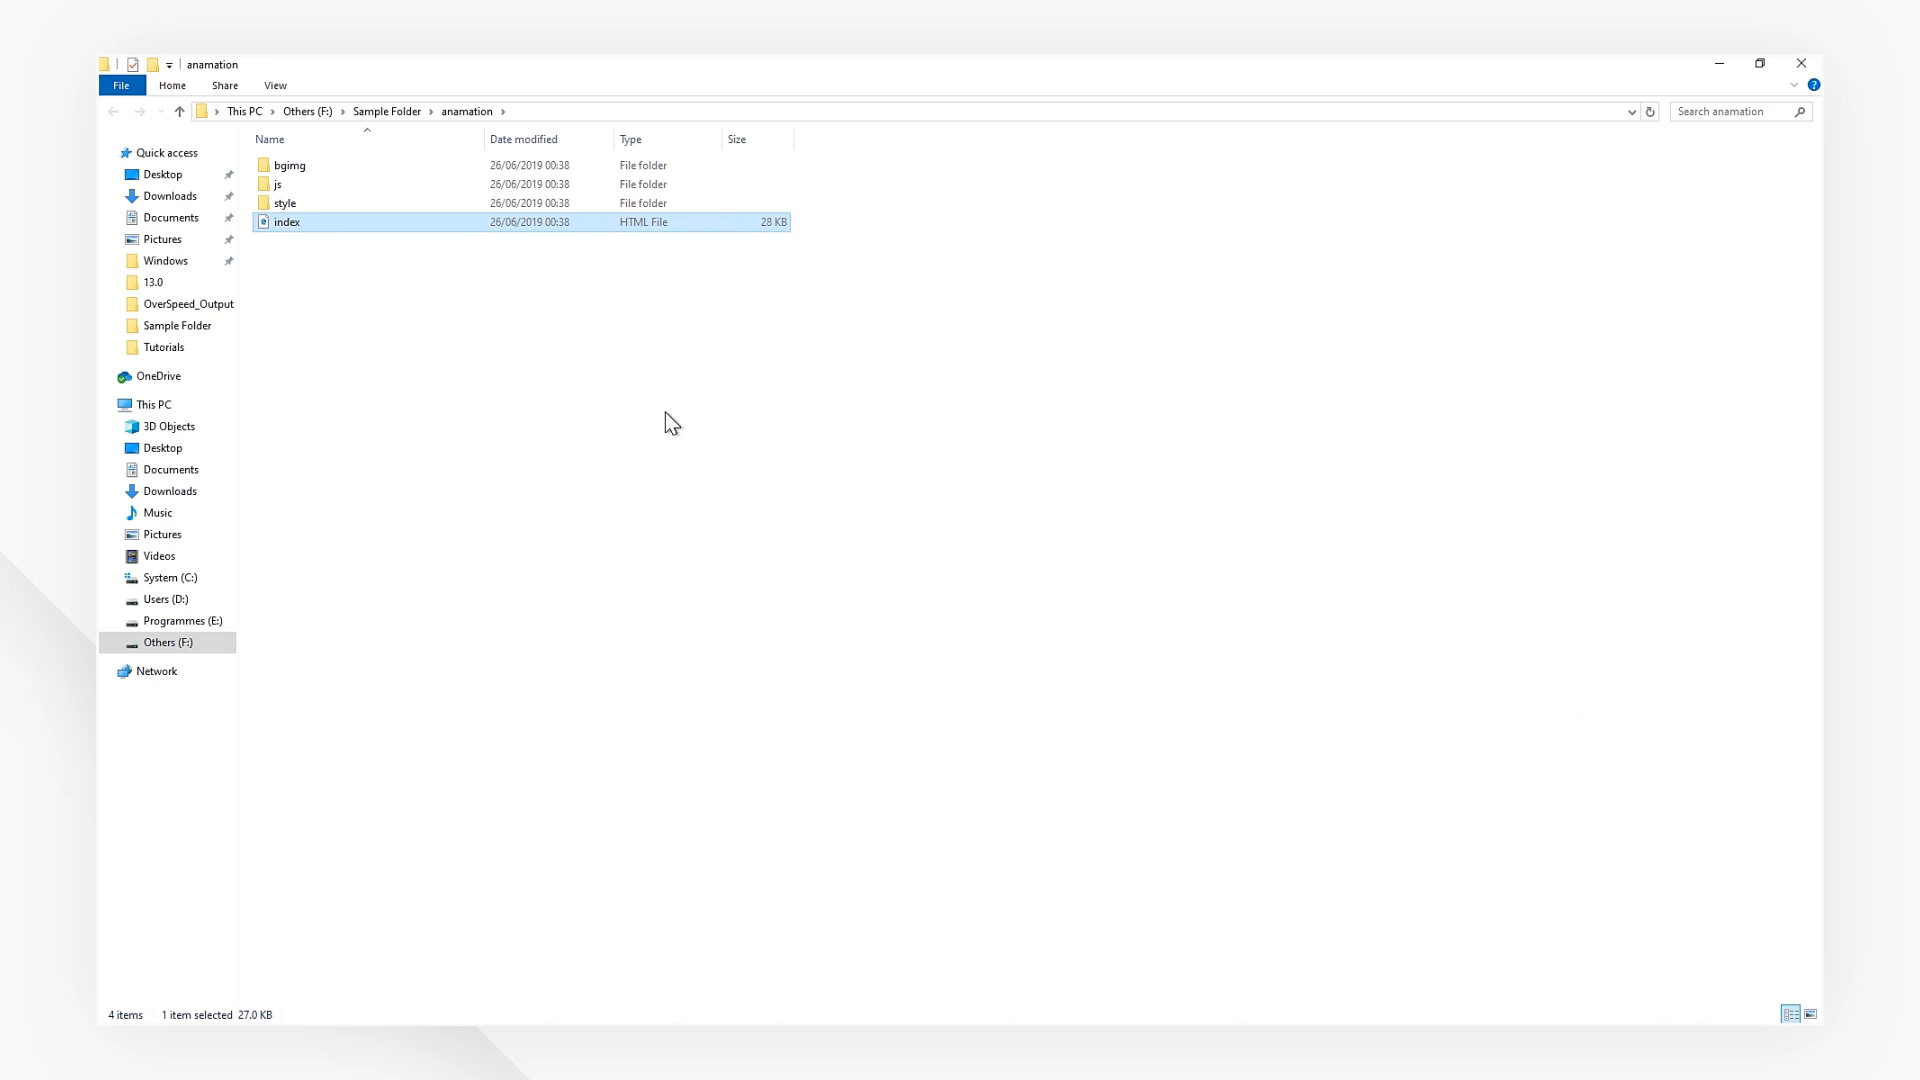 anamation
File Home Share View
This PC Others (F:) Sample Folder anamation Search anamation
Name Date modified Type Size
Quick access
Desktop
Downloads
Documents
Pictures
Windows
13.0
OverSpeed_Output
Sample Folder
Tutorials
OneDrive
This PC
3D Objects
Desktop
Documents
Downloads
Music
Pictures
Videos
System (C:)
Users (D:)
Programmes (E:)
Others (F:)
Network
bgimg 26/06/2019 00:38 File folder
js 26/06/2019 00:38 File folder
style 26/06/2019 00:38 File folder
index 26/06/2019 00:38 HTML File 28 KB
4 items 1 item selected 27.0 KB